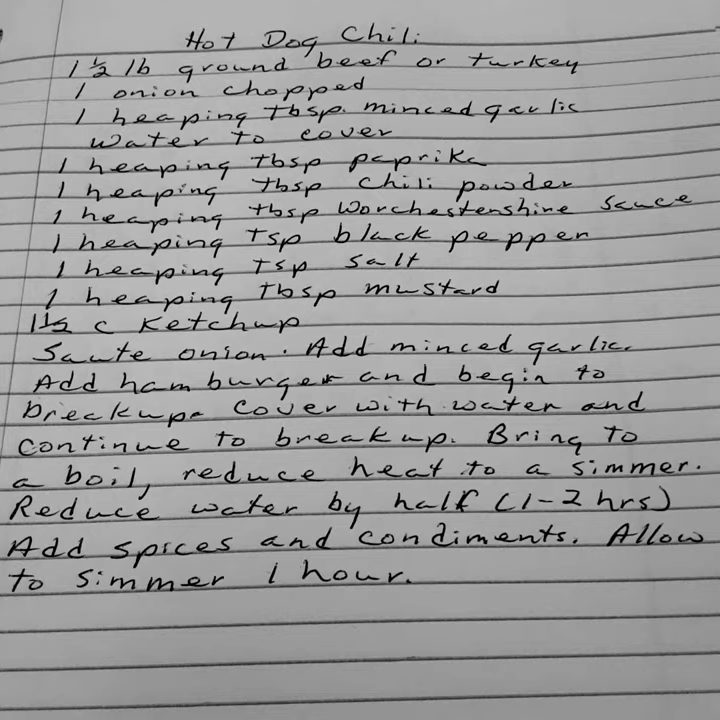 Hot Dog Chili
1 ½ lb ground beef or turkey
1 onion chopped
1 heaping tbsp. minced garlic
water to cover
1 heaping tbsp paprika
1 heaping tbsp chili powder
1 heaping tbsp Worchestershire Sauce
1 heaping tsp black pepper
1 heaping tsp salt
1 heaping tbsp mustard
1½ c Ketchup
Saute onion. Add minced garlic.
Add hamburger and begin to
breakup. Cover with water and
continue to breakup. Bring to
a boil, reduce heat to a simmer.
Reduce water by half (1-2 hrs)
Add spices and condiments. Allow
to simmer 1 hour.